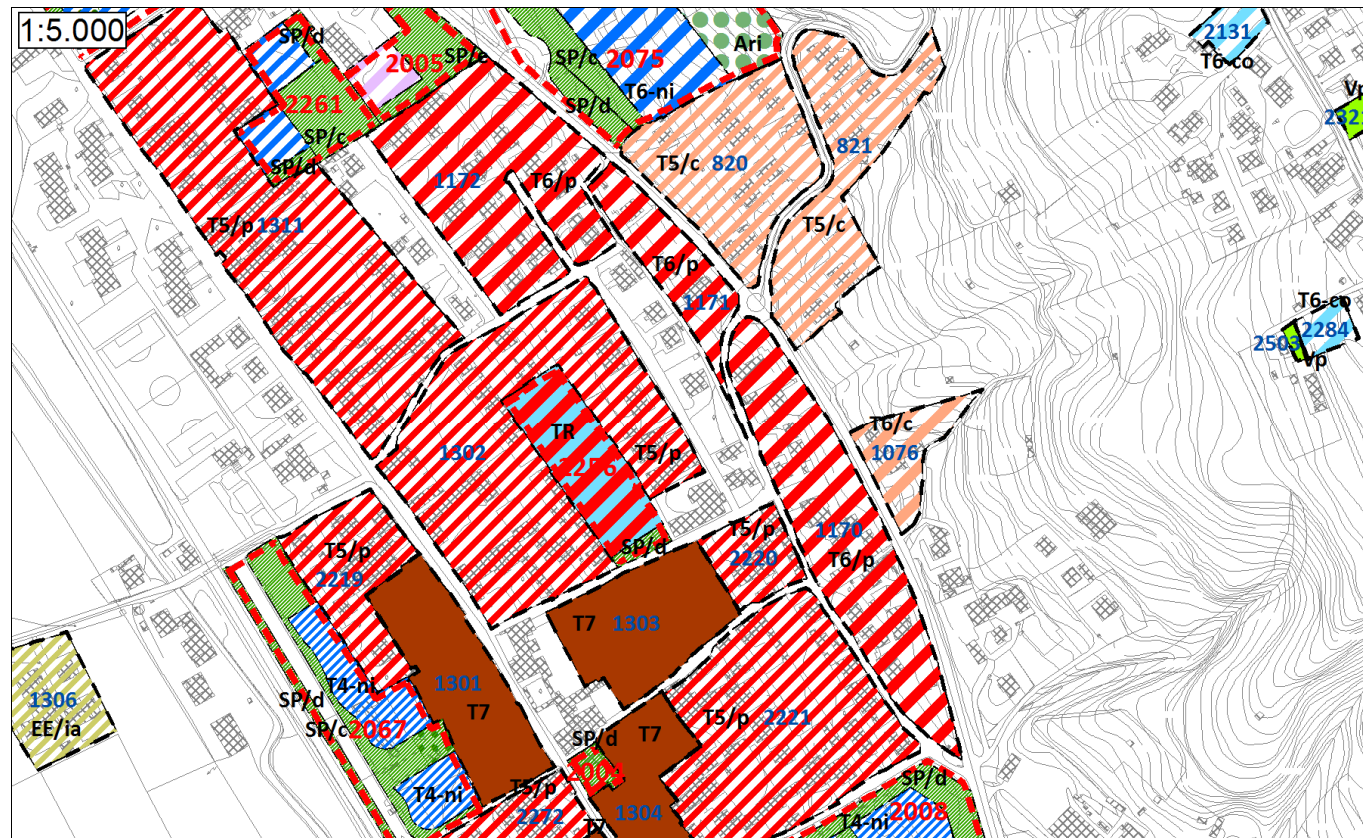 1:5.000
SP/d
2005
SP/e
SP/c
2075
Ari
2131
T6-co
T6-ni
Vp
2261
SP/c
SP/d
SP/d
820
T5/c
821
1172
T6/p
T5/p
1311
T5/c
T6/p
1171
T6-co
2284
2503
Vp
T6/c
1076
TR
1302
2256
T5/p
1170
T5/p
2220
T6/p
SP/d
T5/p
2219
T7
1303
1301
T4-ni
T7
SP/d
SP/c
2067
1306
EE/ia
T5/p
2221
T7
SP/d
T4-ni
T5/p
2272
1304
T7
SP/d
2008
T4-ni